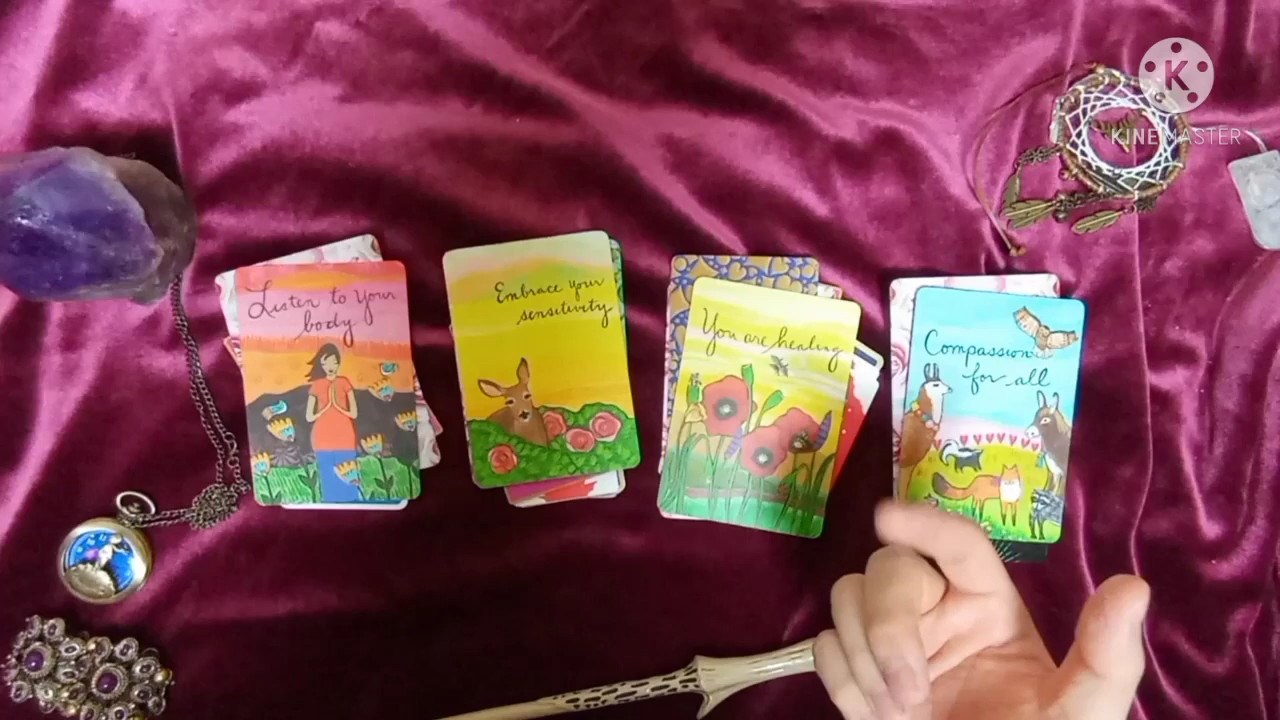 Listen to Your
body
Embrace your
sensitivity
You are healing
Compassion
for all
K
KINEMASTER